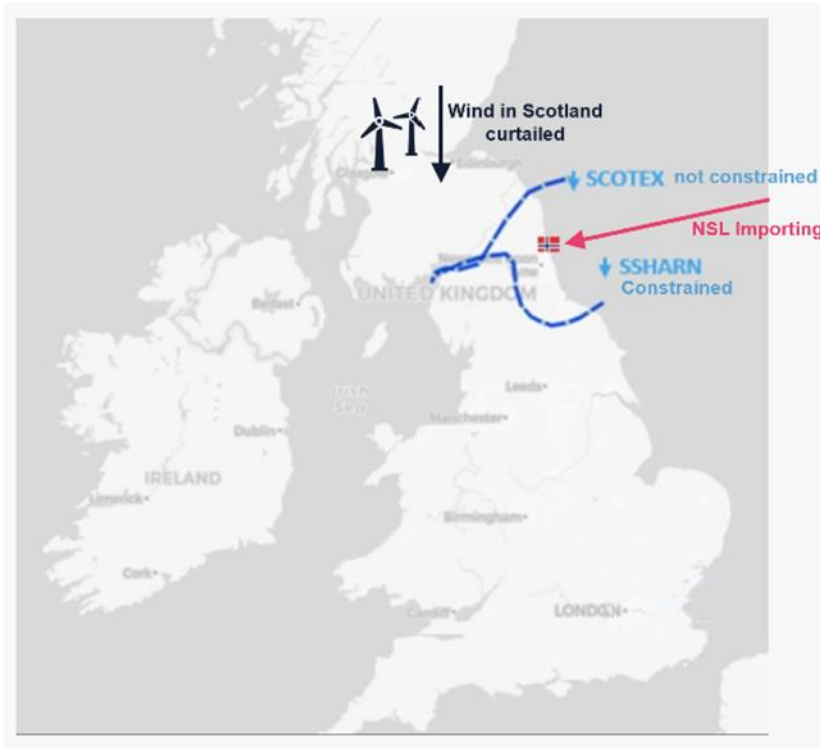 Wind in Scotland
curtailed
Glasgow
Edinburgh
SCOTEX not constrained
NSL Importing
SSHARN
Constrained
UNITED KINGDOM
Belfast
Leeds
Irish
Sea
Manchester
Dublin
IRELAND
Limerick
Birmingham
Cork
Cardiff
LONDON